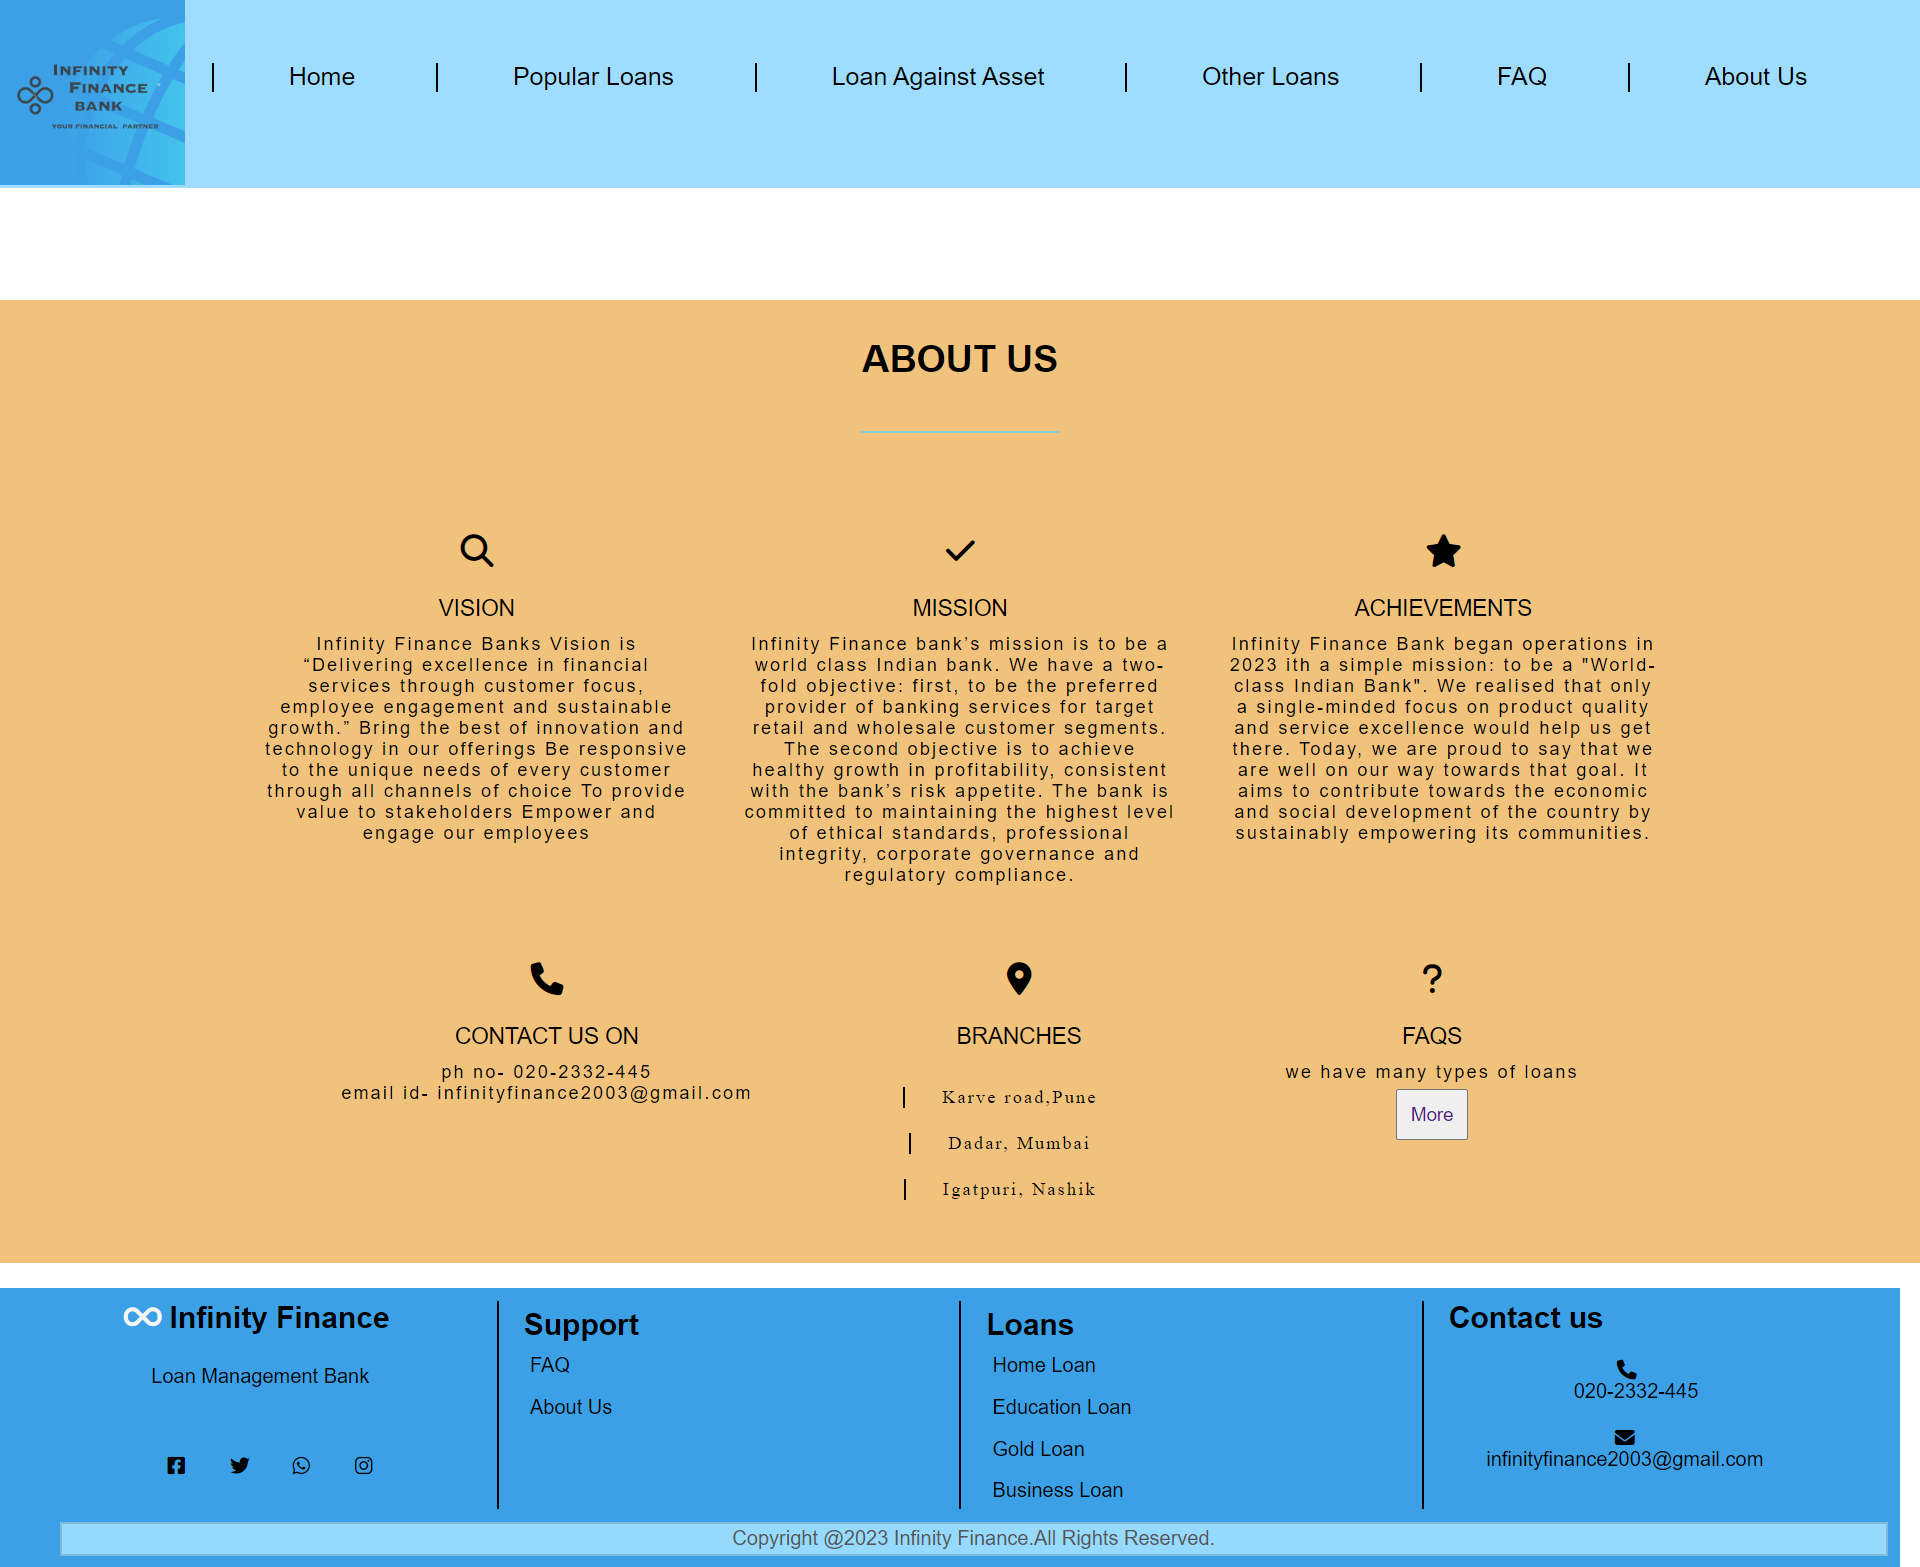 INFINITY
FINANCE
BANK
YOUR FINANCIAL PARTNER
Home
Popular Loans
Loan Against Asset
Other Loans
FAQ
About Us
ABOUT US
VISION
Infinity Finance Banks Vision is
“Delivering excellence in financial
services through customer focus,
employee engagement and sustainable
growth.” Bring the best of innovation and
technology in our offerings Be responsive
to the unique needs of every customer
through all channels of choice To provide
value to stakeholders Empower and
engage our employees
MISSION
Infinity Finance bank’s mission is to be a
world class Indian bank. We have a two-
fold objective: first, to be the preferred
provider of banking services for target
retail and wholesale customer segments.
The second objective is to achieve
healthy growth in profitability, consistent
with the bank’s risk appetite. The bank is
committed to maintaining the highest level
of ethical standards, professional
integrity, corporate governance and
regulatory compliance.
ACHIEVEMENTS
Infinity Finance Bank began operations in
2023 ith a simple mission: to be a "World-
class Indian Bank". We realised that only
a single-minded focus on product quality
and service excellence would help us get
there. Today, we are proud to say that we
are well on our way towards that goal. It
aims to contribute towards the economic
and social development of the country by
sustainably empowering its communities.
CONTACT US ON
ph no- 020-2332-445
email id- infinityfinance2003@gmail.com
BRANCHES
Karve road,Pune
Dadar, Mumbai
Igatpuri, Nashik
FAQS
we have many types of loans
More
Infinity Finance
Loan Management Bank
Support
FAQ
About Us
Loans
Home Loan
Education Loan
Gold Loan
Business Loan
Contact us
020-2332-445
infinityfinance2003@gmail.com
Copyright @2023 Infinity Finance.All Rights Reserved.